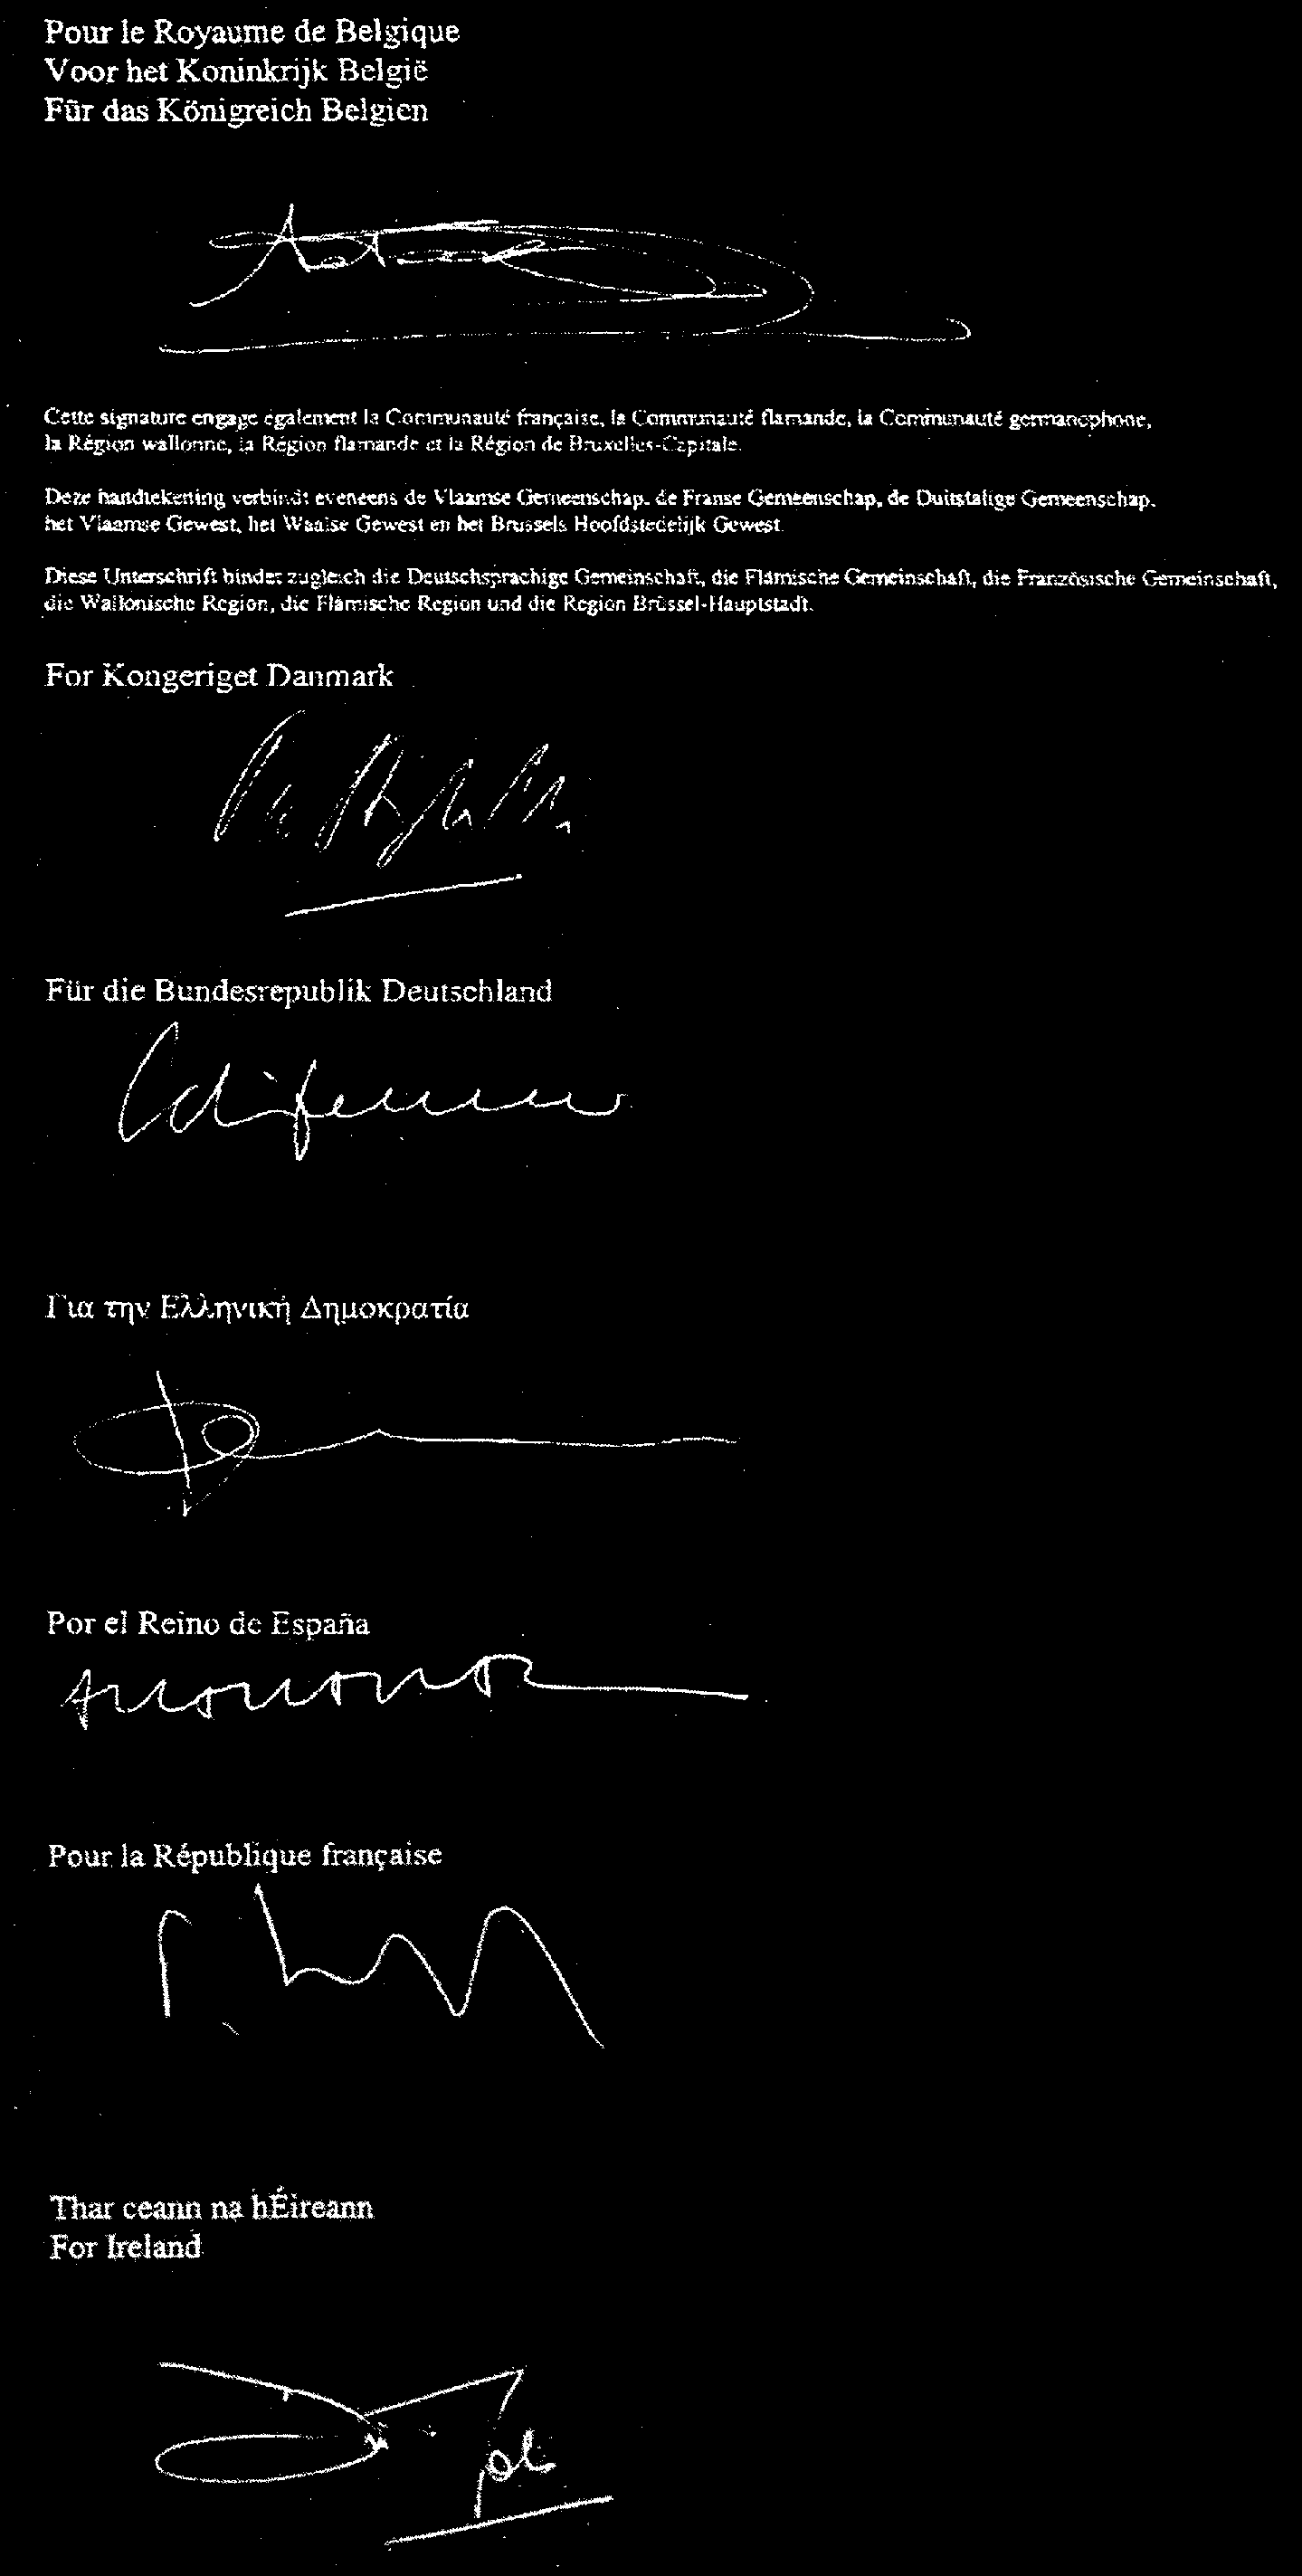 Pour le Royaume de Belgique
Voor het Koninkrijk België
Für das Königreich Belgien
Cette signature engage également la Communauté française, la Communauté flamande, la Communauté germanophone,
la Région wallonne, la Région flamande et la Région de Bruxelles-Capitale.
Deze handtekening verbindt eveneens de Vlaamse Gemeenschap, de Franse Gemeenschap, de Duitstalige Gemeenschap,
het Vlaamse Gewest, het Waalse Gewest en het Brussels Hoofdstedelijk Gewest.
Diese Unterschrift bindet zugleich die Deutschsprachige Gemeinschaft, die Flämische Gemeinschaft, die Französische Gemeinschaft,
die Wallonische Region, die Flämische Region und die Region Brüssel-Hauptstadt.
For Kongeriget Danmark
Für die Bundesrepublik Deutschland
Για την Ελληνική Δημοκρατία
Por el Reino de España
Pour la République française
Thar ceann na hÉireann
For Ireland